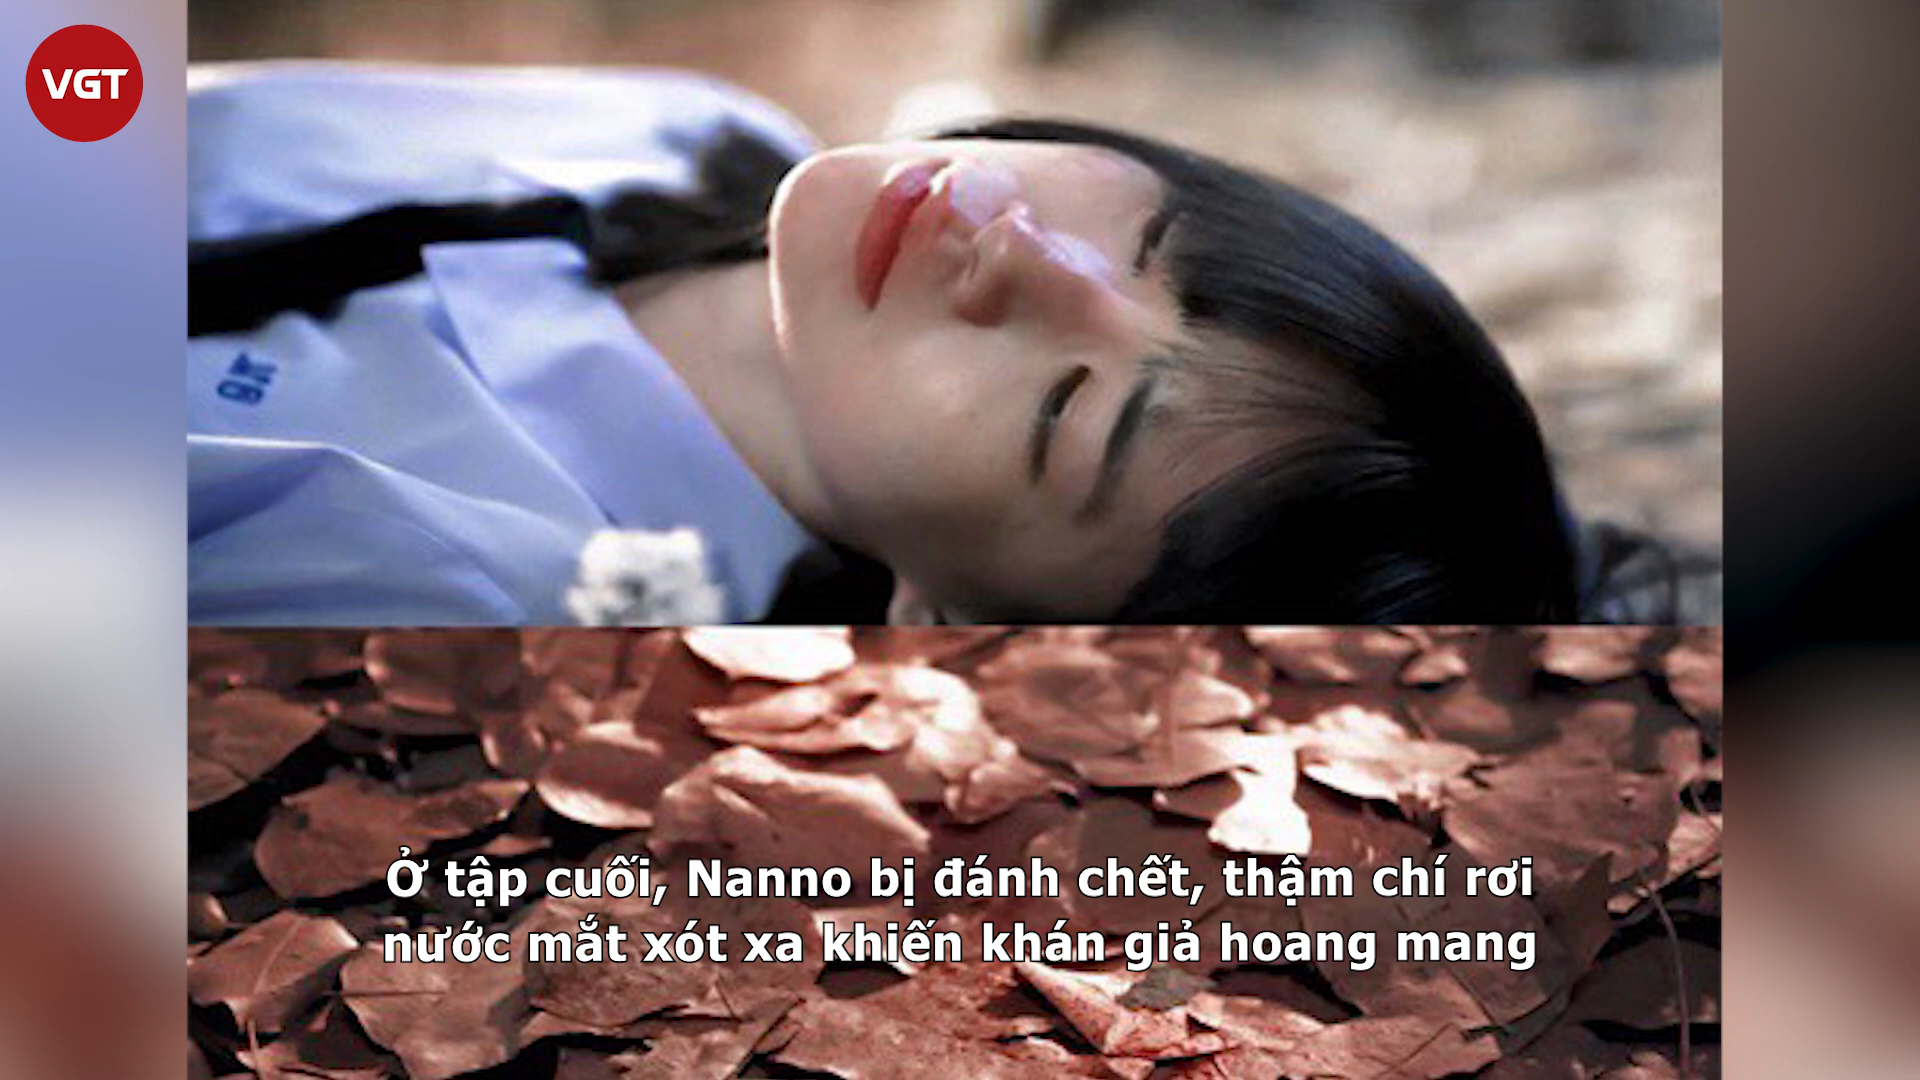 VGT
Ở tập cuối, Nanno bị đánh chết, thậm chí rơi
nước mắt xót xa khiến khán giả hoang mang